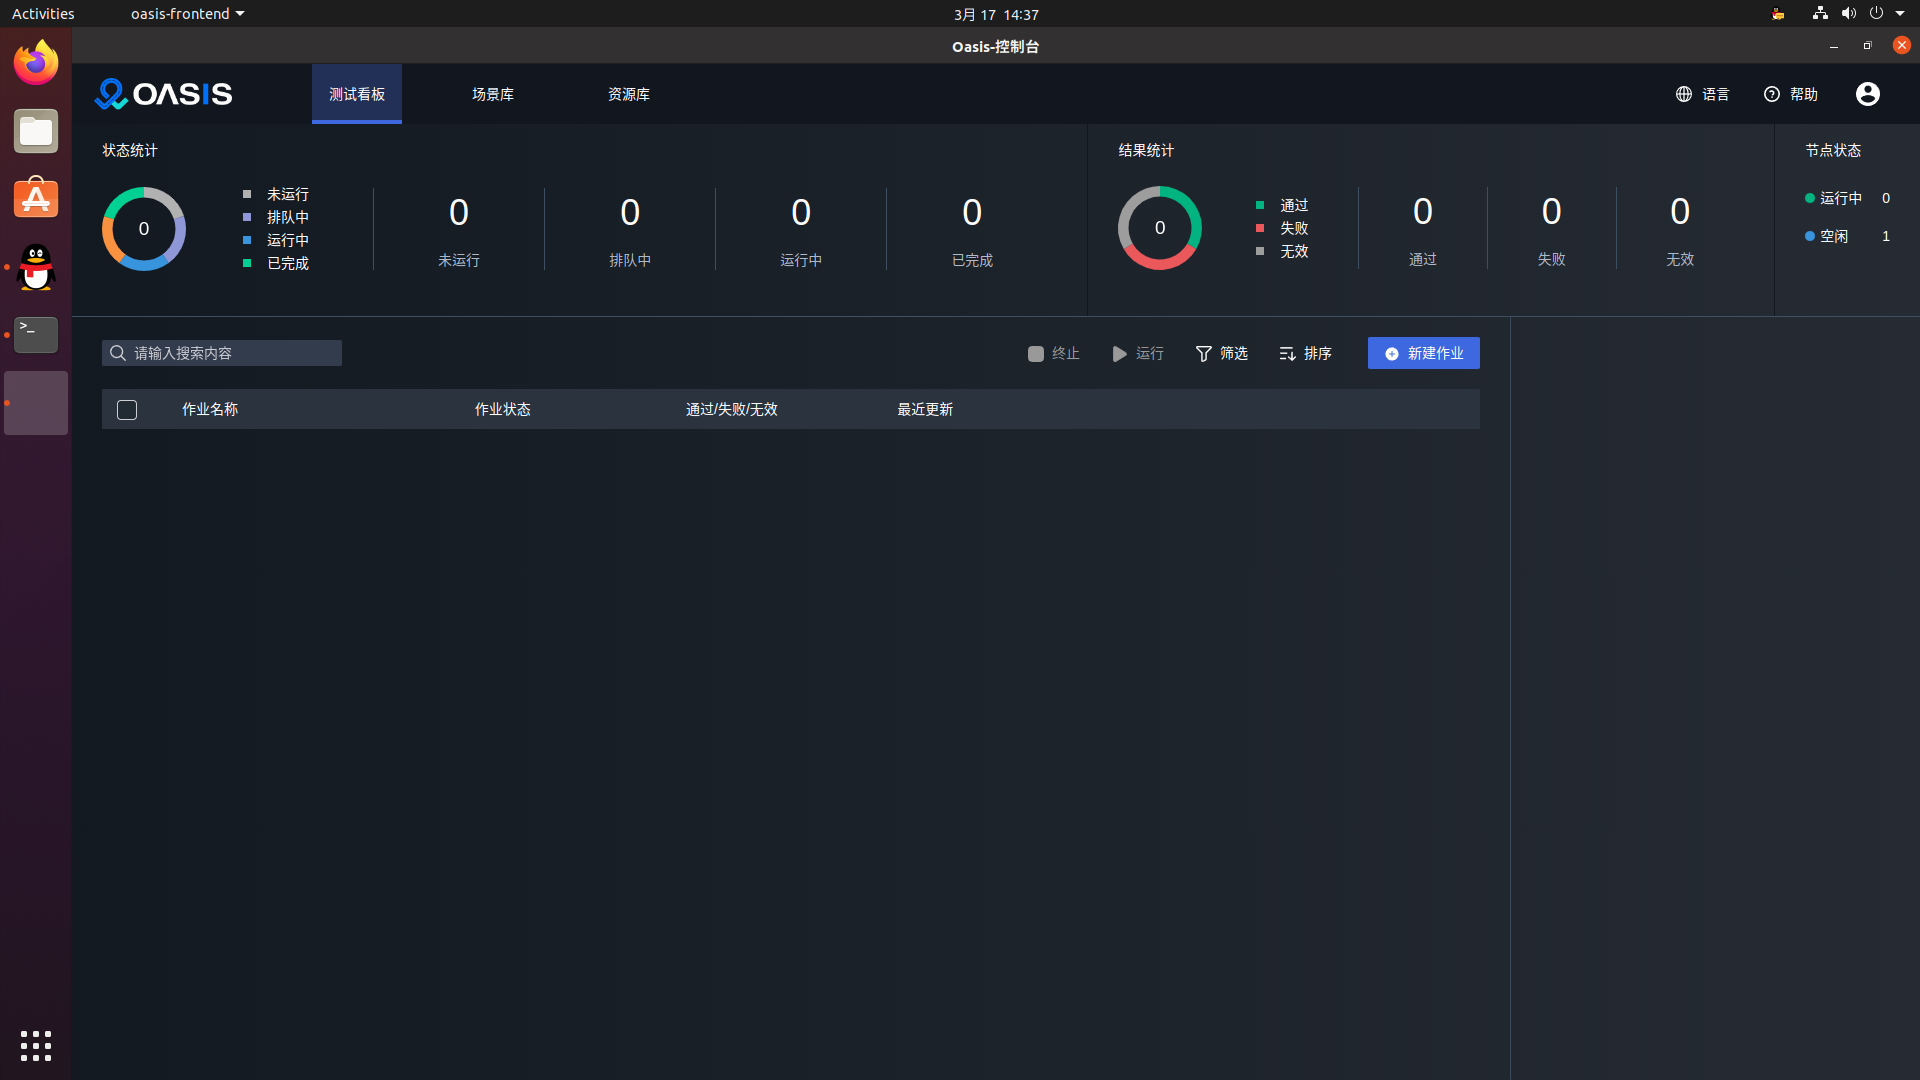 Activities
oasis-frontend
3月 17 14:37
Oasis-控制台
OASIS
测试看板
场景库
资源库
语言
帮助
状态统计
0
未运行
排队中
运行中
已完成
0
未运行
0
排队中
0
运行中
0
已完成
结果统计
0
通过
失败
无效
0
通过
0
失败
0
无效
节点状态
运行中 0
空闲 1
请输入搜索内容
终止
运行
筛选
排序
新建作业
作业名称
作业状态
通过/失败/无效
最近更新